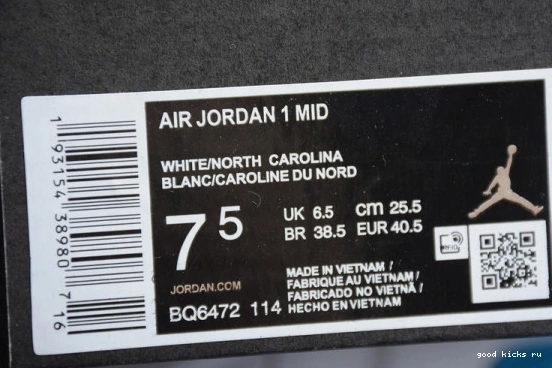 1 93154 38980 716
AIR JORDAN 1 MID
WHITE/NORTH CAROLINA
BLANC/CAROLINE DU NORD
7 5
UK 6.5 cm 25.5
BR 38.5 EUR 40.5
JORDAN.COM
BQ6472 114
MADE IN VIETNAM /
FABRIQUE AU VIETNAM /
FABRICADO NO VIETNÃ /
HECHO EN VIETNAM
RFID
good kicks ru